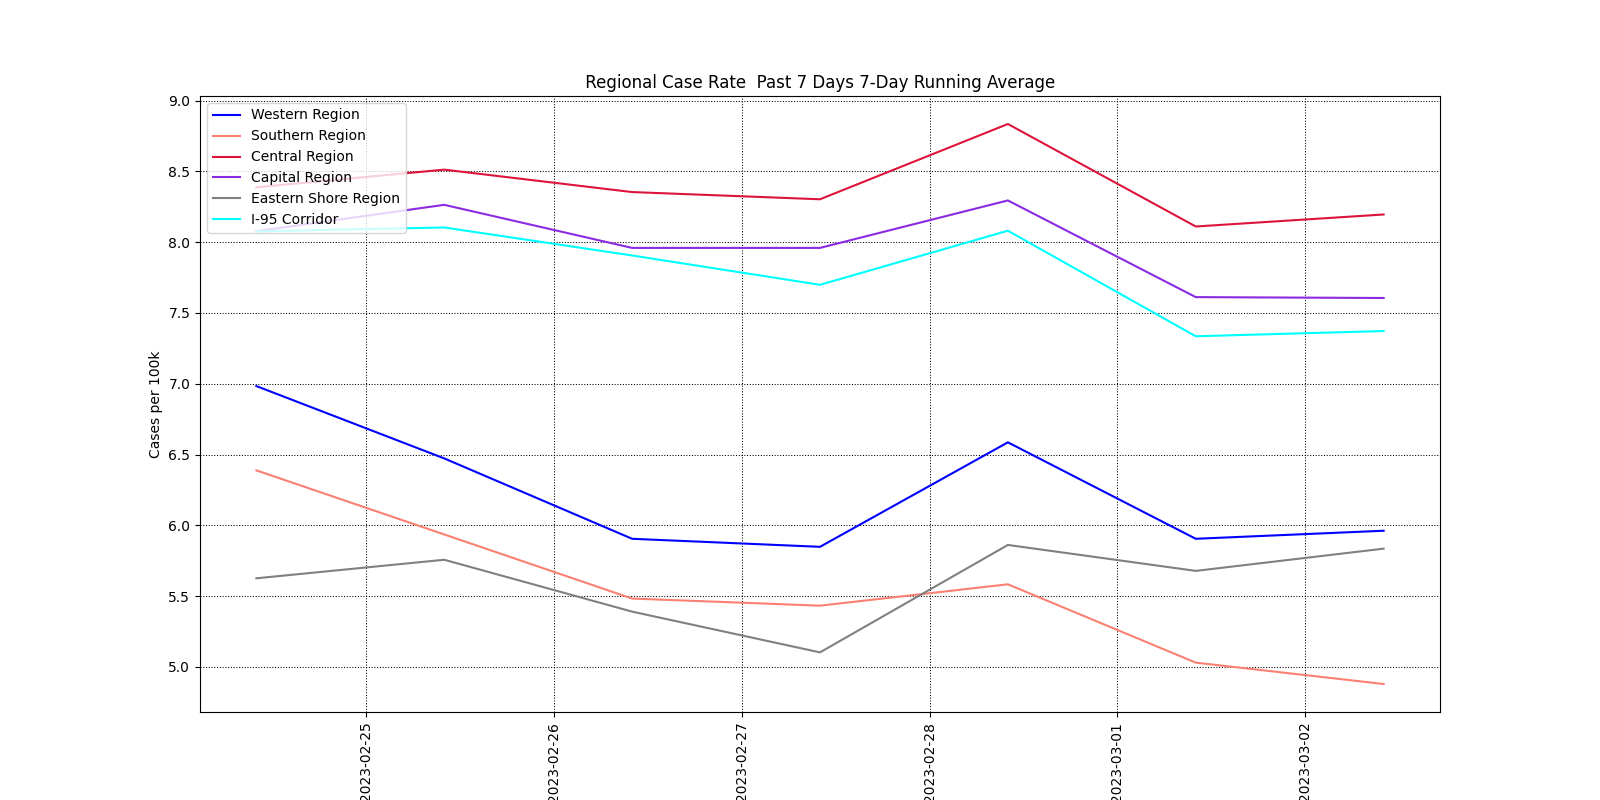 Regional Case Rate  Past 7 Days 7-Day Running Average
Cases per 100k
9.0
8.5
8.0
7.5
7.0
6.5
6.0
5.5
5.0
Western Region
Southern Region
Central Region
Capital Region
Eastern Shore Region
I-95 Corridor
2023-02-25
2023-02-26
2023-02-27
2023-02-28
2023-03-01
2023-03-02